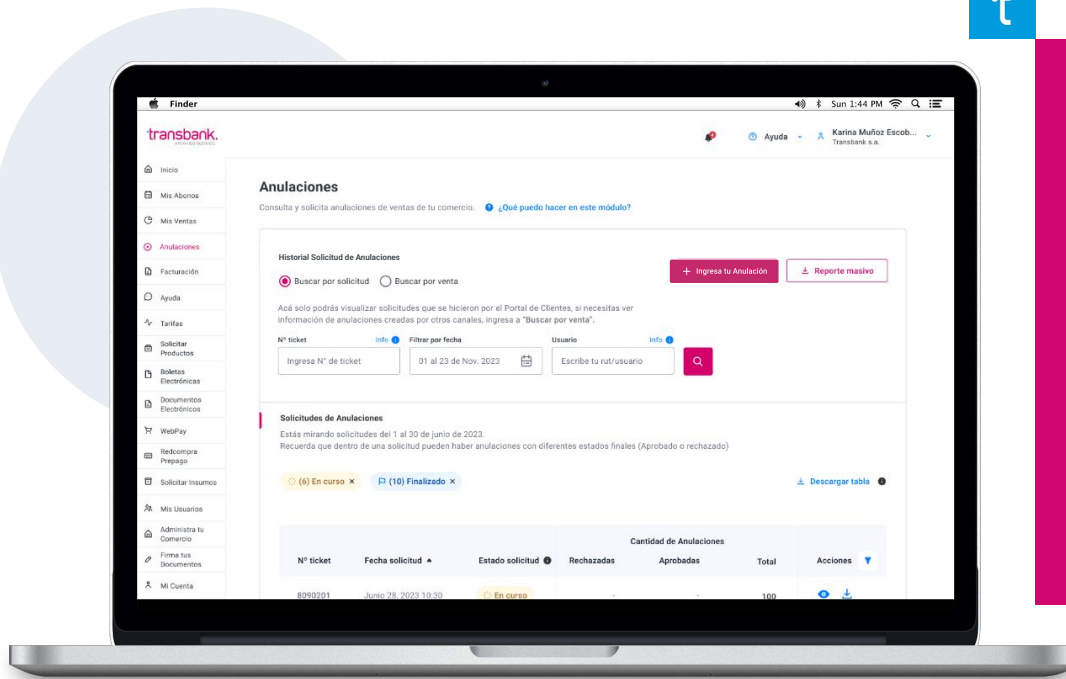 t
Finder
Sun 1:44 PM
transbank.
Ayuda
Karina Muñoz Escob...
Transbank s.a.
Inicio
Mis Abonos
Mis Ventas
Anulaciones
Facturación
Ayuda
Tarifas
Solicitar
Productos
Boletas
Electrónicas
Documentos
Electrónicos
WebPay
Redcompra
Prepago
Solicitar Insumos
Mis Usuarios
Administra tu
Comercio
Firma tus
Documentos
Mi Cuenta
Anulaciones
Consulta y solicita anulaciones de ventas de tu comercio. ¿Qué puedo hacer en este módulo?
Historial Solicitud de Anulaciones
Buscar por solicitud Buscar por venta
+ Ingresa tu Anulación
Reporte masivo
Acá solo podrás visualizar solicitudes que se hicieron por el Portal de Clientes, si necesitas ver
información de anulaciones creadas por otros canales, ingresa a "Buscar por venta".
Nº ticket Info Filtrar por fecha Usuario Info
Ingresa N° de ticket 01 al 23 de Nov. 2023 Escribe tu rut/usuario
Solicitudes de Anulaciones
Estás mirando solicitudes del 1 al 30 de junio de 2023.
Recuerda que dentro de una solicitud pueden haber anulaciones con diferentes estados finales (Aprobado o rechazado)
(6) En curso × (10) Finalizado × Descargar tabla
Cantidad de Anulaciones
Nº ticket Fecha solicitud Estado solicitud Rechazadas Aprobadas Total Acciones
8090201 Junio 28, 2023 10:30 En curso - - 100